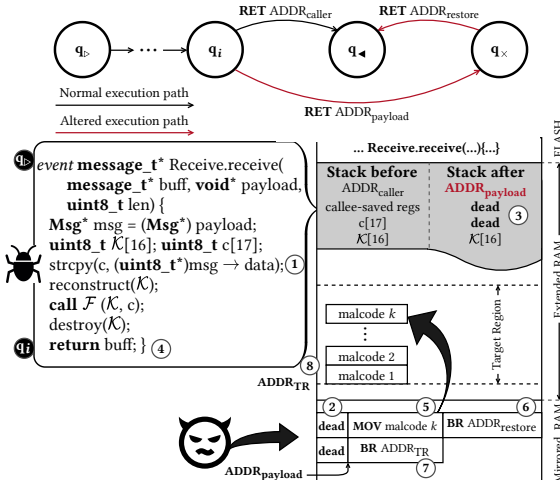 RET ADDRcaller
RET ADDRrestore
q▷
...
qi
q◀
q×
Normal execution path
Altered execution path
RET ADDRpayload
q▷
event message_t* Receive.receive(
message_t* buff, void* payload,
uint8_t len) {
Msg* msg = (Msg*) payload;
uint8_t K[16]; uint8_t c[17];
strcpy(c, (uint8_t*)msg → data); 1
reconstruct(K);
call F (K, c);
destroy(K);
qi
return buff; } 4
... Receive.receive(...){...}
Stack before
ADDRcaller
callee-saved regs
c[17]
K[16]
Stack after
ADDRpayload
dead
dead
K[16]
3
FLASH
Extended RAM
Mirrored RAM
Target Region
malcode k
⋮
malcode 2
malcode 1
8
ADDRTR
2
5
6
dead
MOV malcode k
BR ADDRrestore
dead
BR ADDRTR
7
ADDRpayload